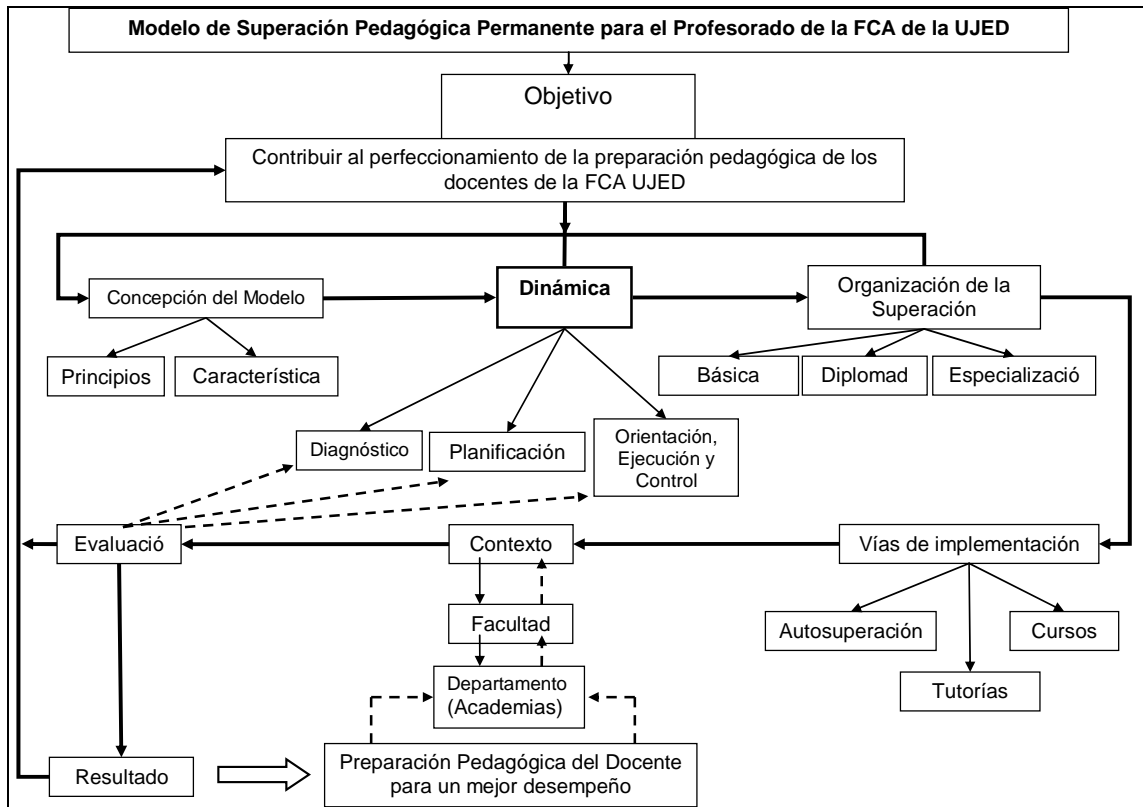 Modelo de Superación Pedagógica Permanente para el Profesorado de la FCA de la UJED
Objetivo
Contribuir al perfeccionamiento de la preparación pedagógica de los
docentes de la FCA UJED
Concepción del Modelo
Dinámica
Organización de la
Superación
Principios
Característica
Básica
Diplomad
Especializació
Diagnóstico
Planificación
Orientación,
Ejecución y
Control
Evaluació
Contexto
Vías de implementación
Facultad
Autosuperación
Cursos
Departamento
(Academias)
Tutorías
Resultado
Preparación Pedagógica del Docente
para un mejor desempeño